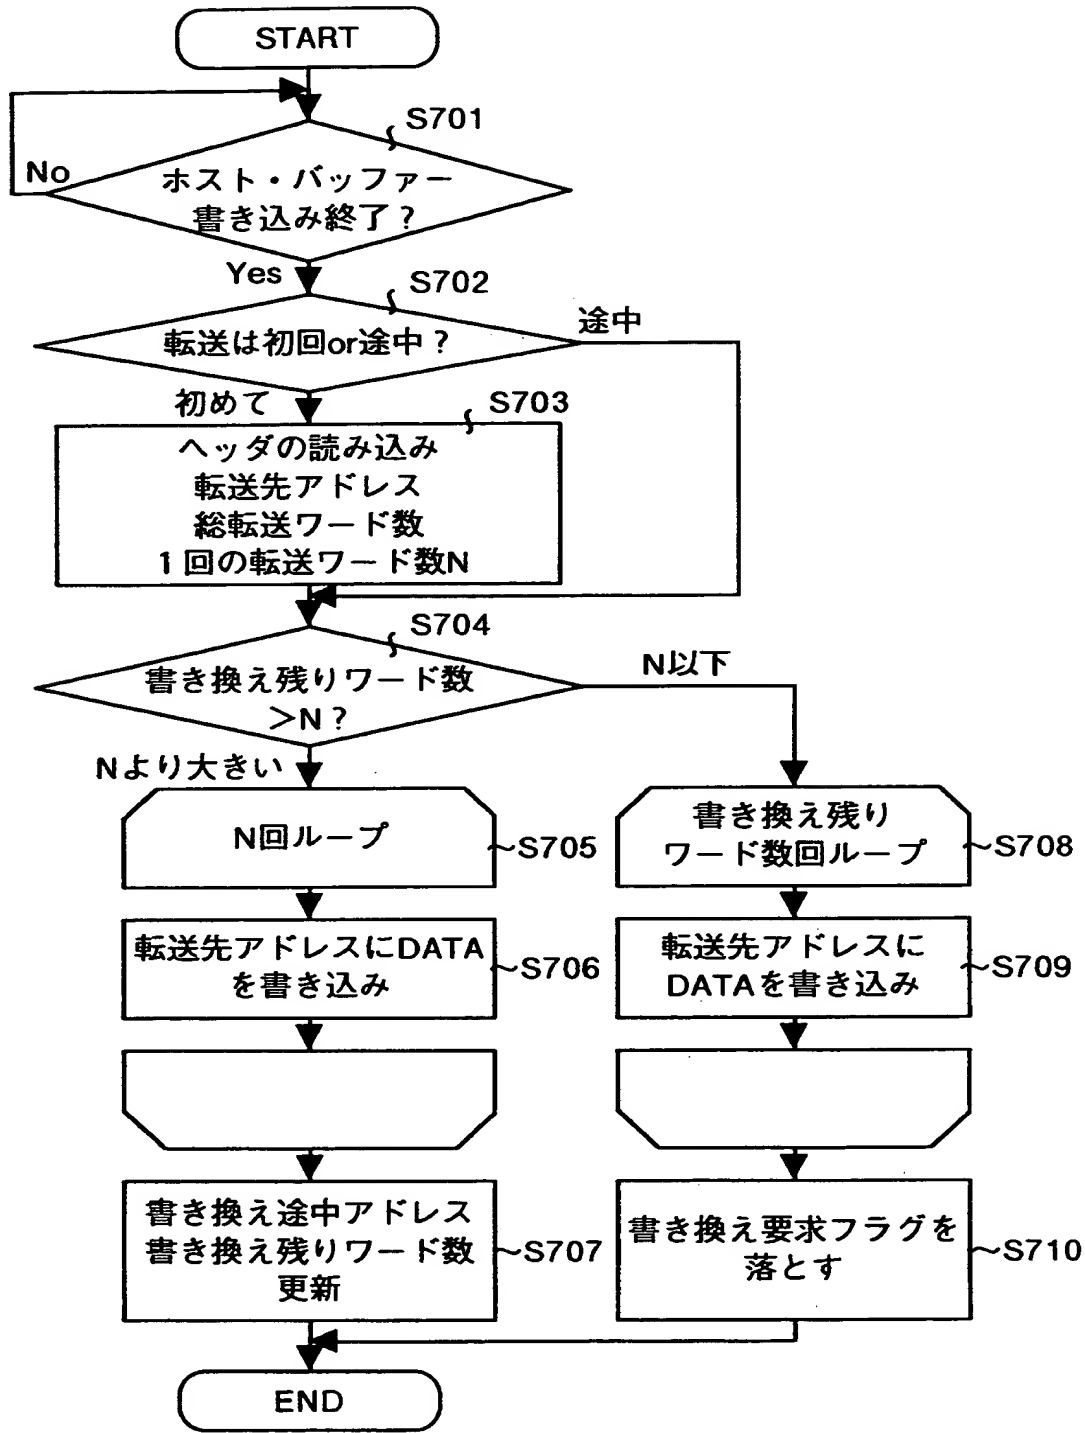 START
S701
No
ホスト・バッファー
書き込み終了？
Yes
S702
転送は初回or途中？
途中
初めて
S703
ヘッダの読み込み
転送先アドレス
総転送ワード数
１回の転送ワード数N
S704
書き換え残りワード数
＞N？
N以下
Nより大きい
N回ループ
S705
書き換え残り
ワード数回ループ
S708
転送先アドレスにDATA
を書き込み
S706
転送先アドレスに
DATAを書き込み
S709
書き換え途中アドレス
書き換え残りワード数
更新
S707
書き換え要求フラグを
落とす
S710
END